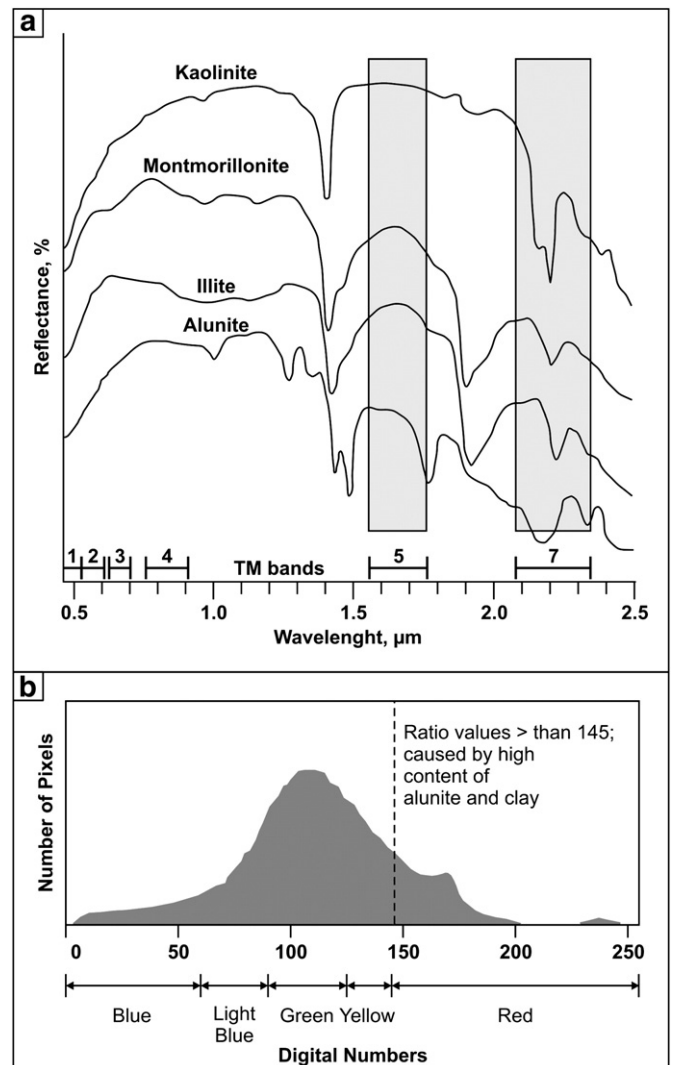 a
Kaolinite
Montmorillonite
Illite
Alunite
Reflectance, %
1 2 3 4 TM bands 5 7
0.5 1.0 1.5 2.0 2.5
Wavelenght, µm
b
Number of Pixels
Ratio values > than 145;
caused by high
content of
alunite and clay
0 50 100 150 200 250
Blue Light Green Yellow Red
Blue
Digital Numbers